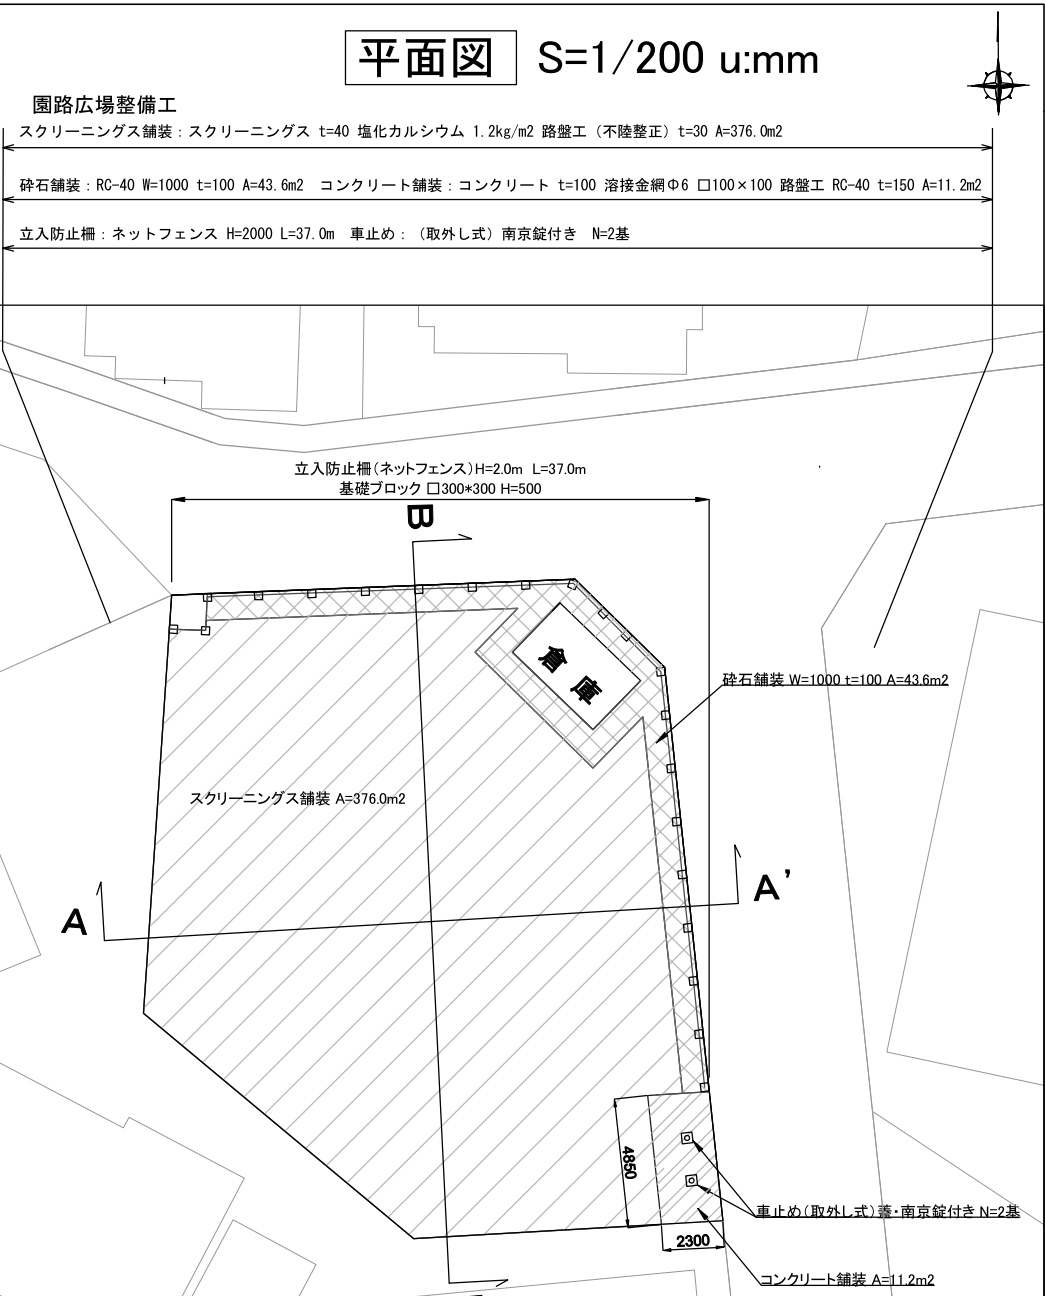 平面図 S=1/200 u:mm
園路広場整備工
スクリーニングス舗装：スクリーニングス t=40 塩化カルシウム 1.2kg/m2 路盤工（不陸整正）t=30 A=376.0m2
砕石舗装：RC-40 W=1000 t=100 A=43.6m2 コンクリート舗装：コンクリート t=100 溶接金網Φ6 □100×100 路盤工 RC-40 t=150 A=11.2m2
立入防止柵：ネットフェンス H=2000 L=37.0m 車止め：（取外し式）南京錠付き N=2基
立入防止柵(ネットフェンス)H=2.0m L=37.0m
基礎ブロック □300*300 H=500
B
倉庫
砕石舗装 W=1000 t=100 A=43.6m2
スクリーニングス舗装 A=376.0m2
A
A'
4850
車止め(取外し式)蓋・南京錠付き N=2基
2300
コンクリート舗装 A=11.2m2